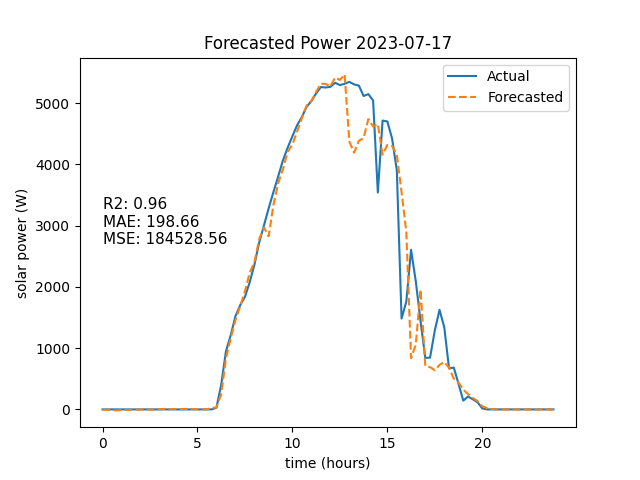 Forecasted Power 2023-07-17
Actual
Forecasted
R2: 0.96
MAE: 198.66
MSE: 184528.56
solar power (W)
5000
4000
3000
2000
1000
0
0 5 10 15 20
time (hours)